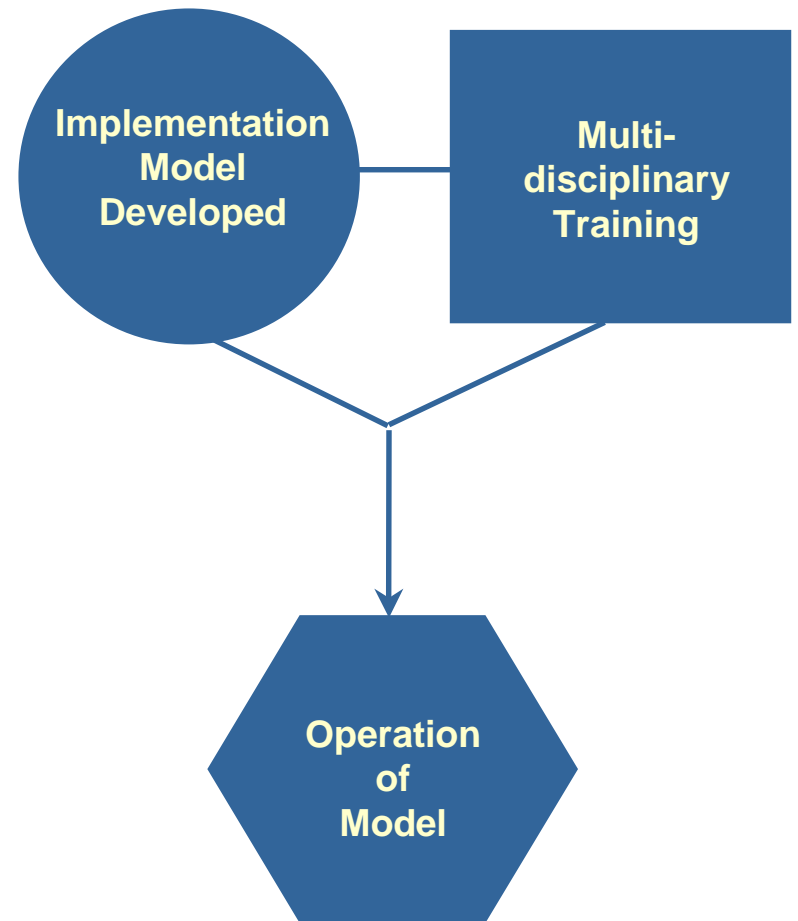 Implementation
Model
Developed
Multi-
disciplinary
Training
Operation
of
Model